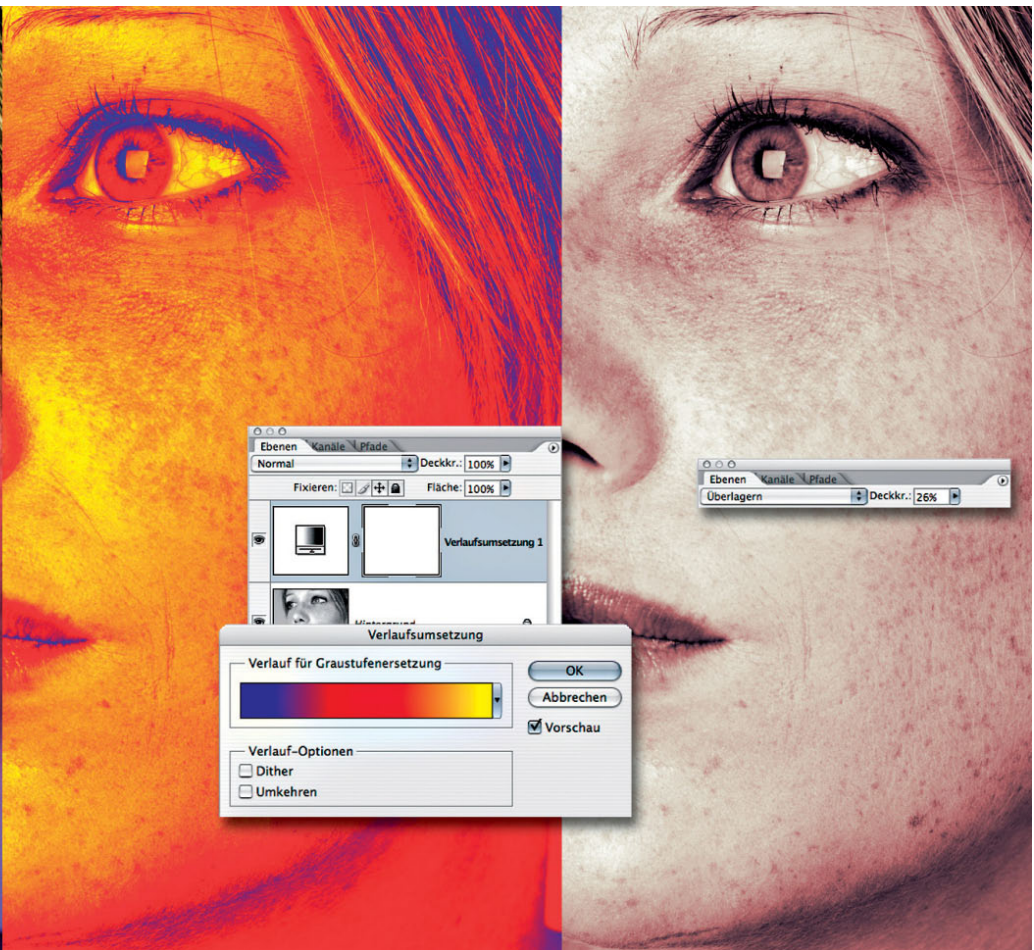 Ebenen Kanäle Pfade
Normal Deckkr.: 100%
Fixieren: Fläche: 100%
Verlaufsumsetzung 1
Hintergrund
Verlaufsumsetzung
Verlauf für Graustufenersetzung
OK
Abbrechen
Vorschau
Verlauf-Optionen
Dither
Umkehren
Ebenen Kanäle Pfade
Überlagern Deckkr.: 26%